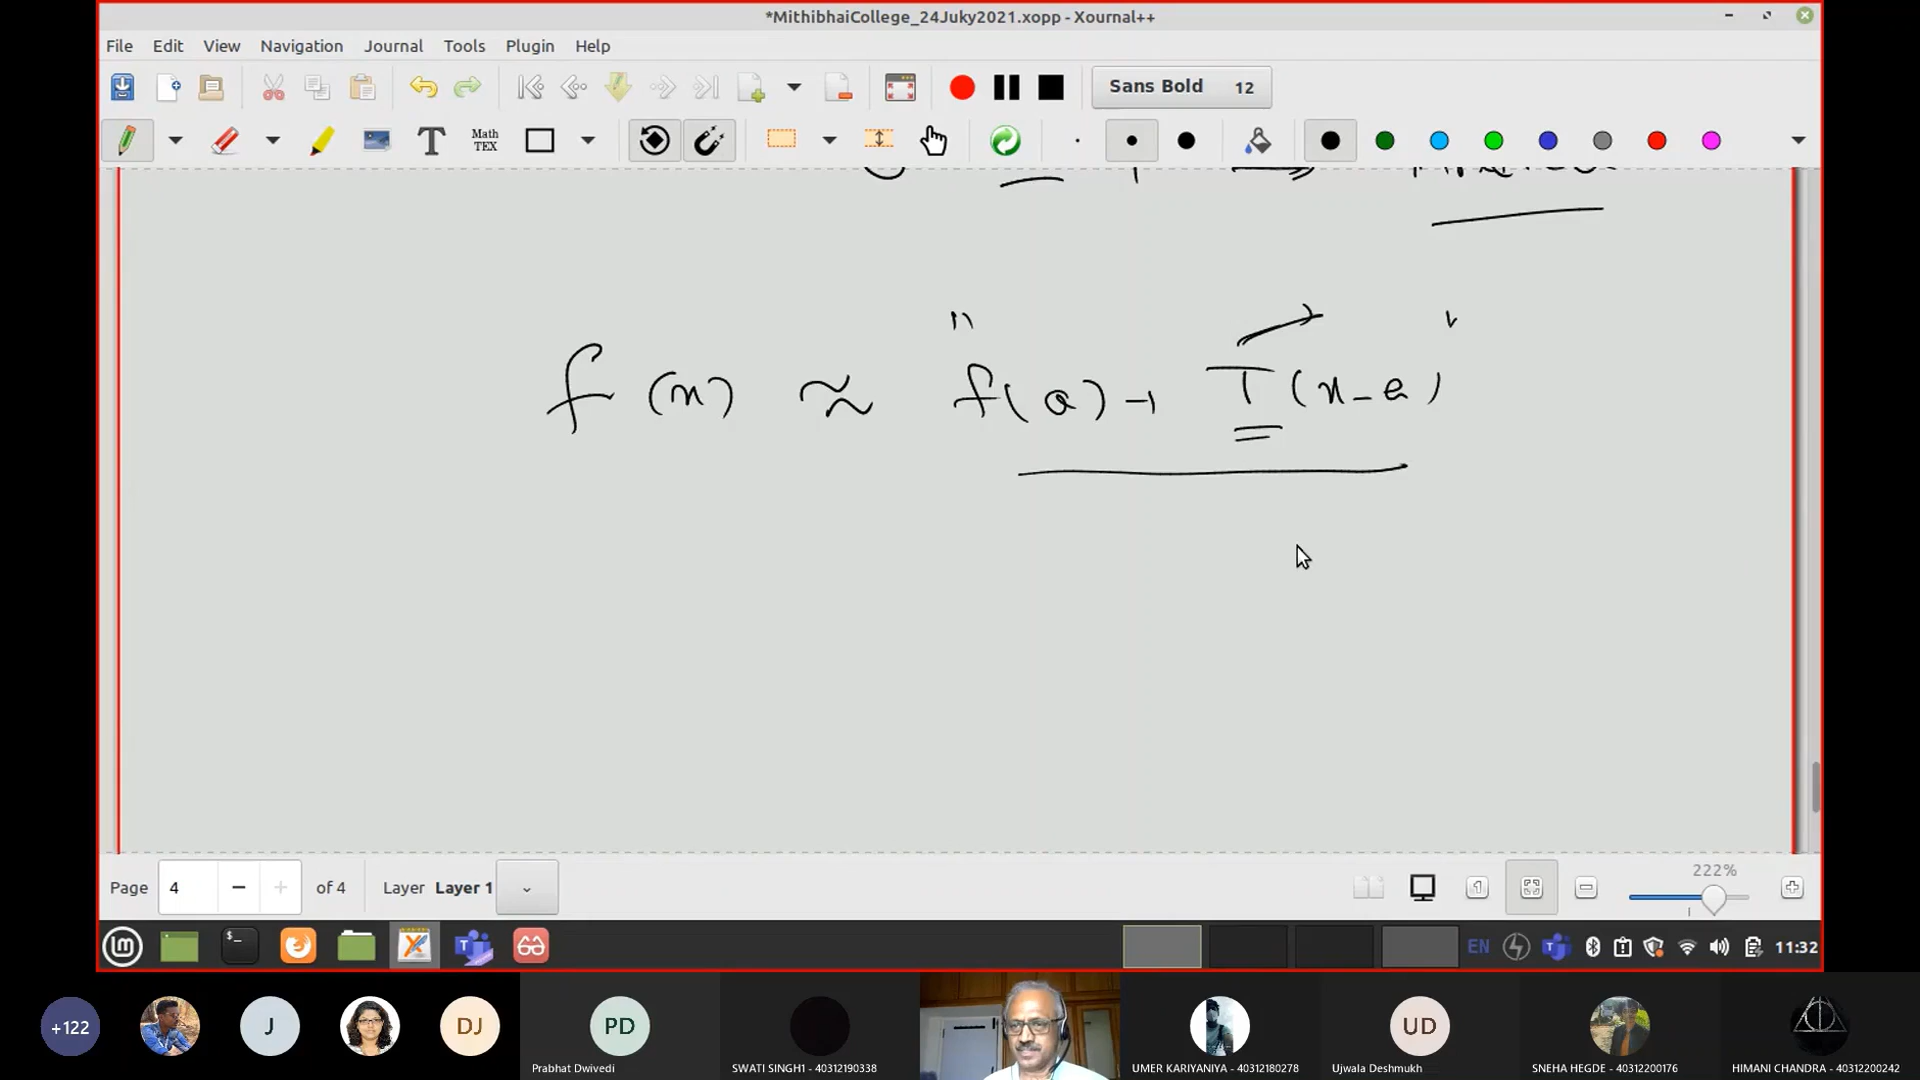 *MithibhaiCollege_24Juky2021.xopp - Xournal++
File Edit View Navigation Journal Tools Plugin Help
Sans Bold 12
Math
TEX
f(x) ≈ "f(a) + T(x-a)"
Page 4 of 4 Layer Layer 1
222%
EN 11:32
+122 J DJ PD UD
Prabhat Dwivedi SWATI SINGH1 - 40312190338 UMER KARIYANIYA - 40312180278 Ujwala Deshmukh SNEHA HEGDE - 40312200176 HIMANI CHANDRA - 40312200242